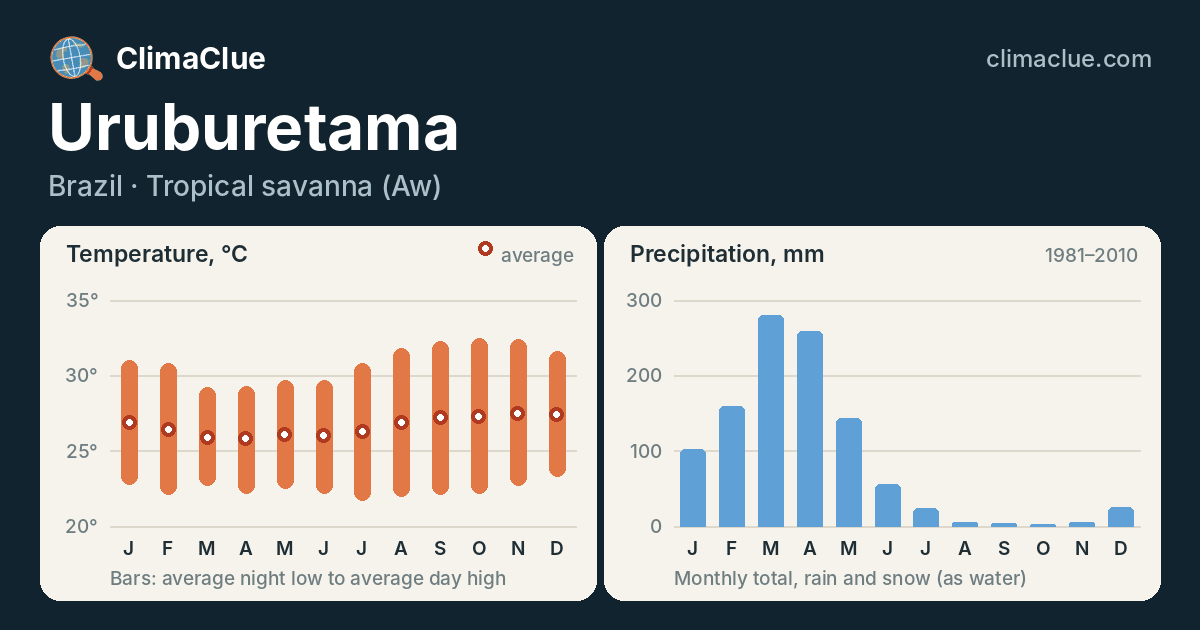 ClimaClue
climaclue.com
Uruburetama
Brazil · Tropical savanna (Aw)
Temperature, °C
average
35°
30°
25°
20°
J F M A M J J A S O N D
Bars: average night low to average day high
Precipitation, mm
1981–2010
300
200
100
0
J F M A M J J A S O N D
Monthly total, rain and snow (as water)